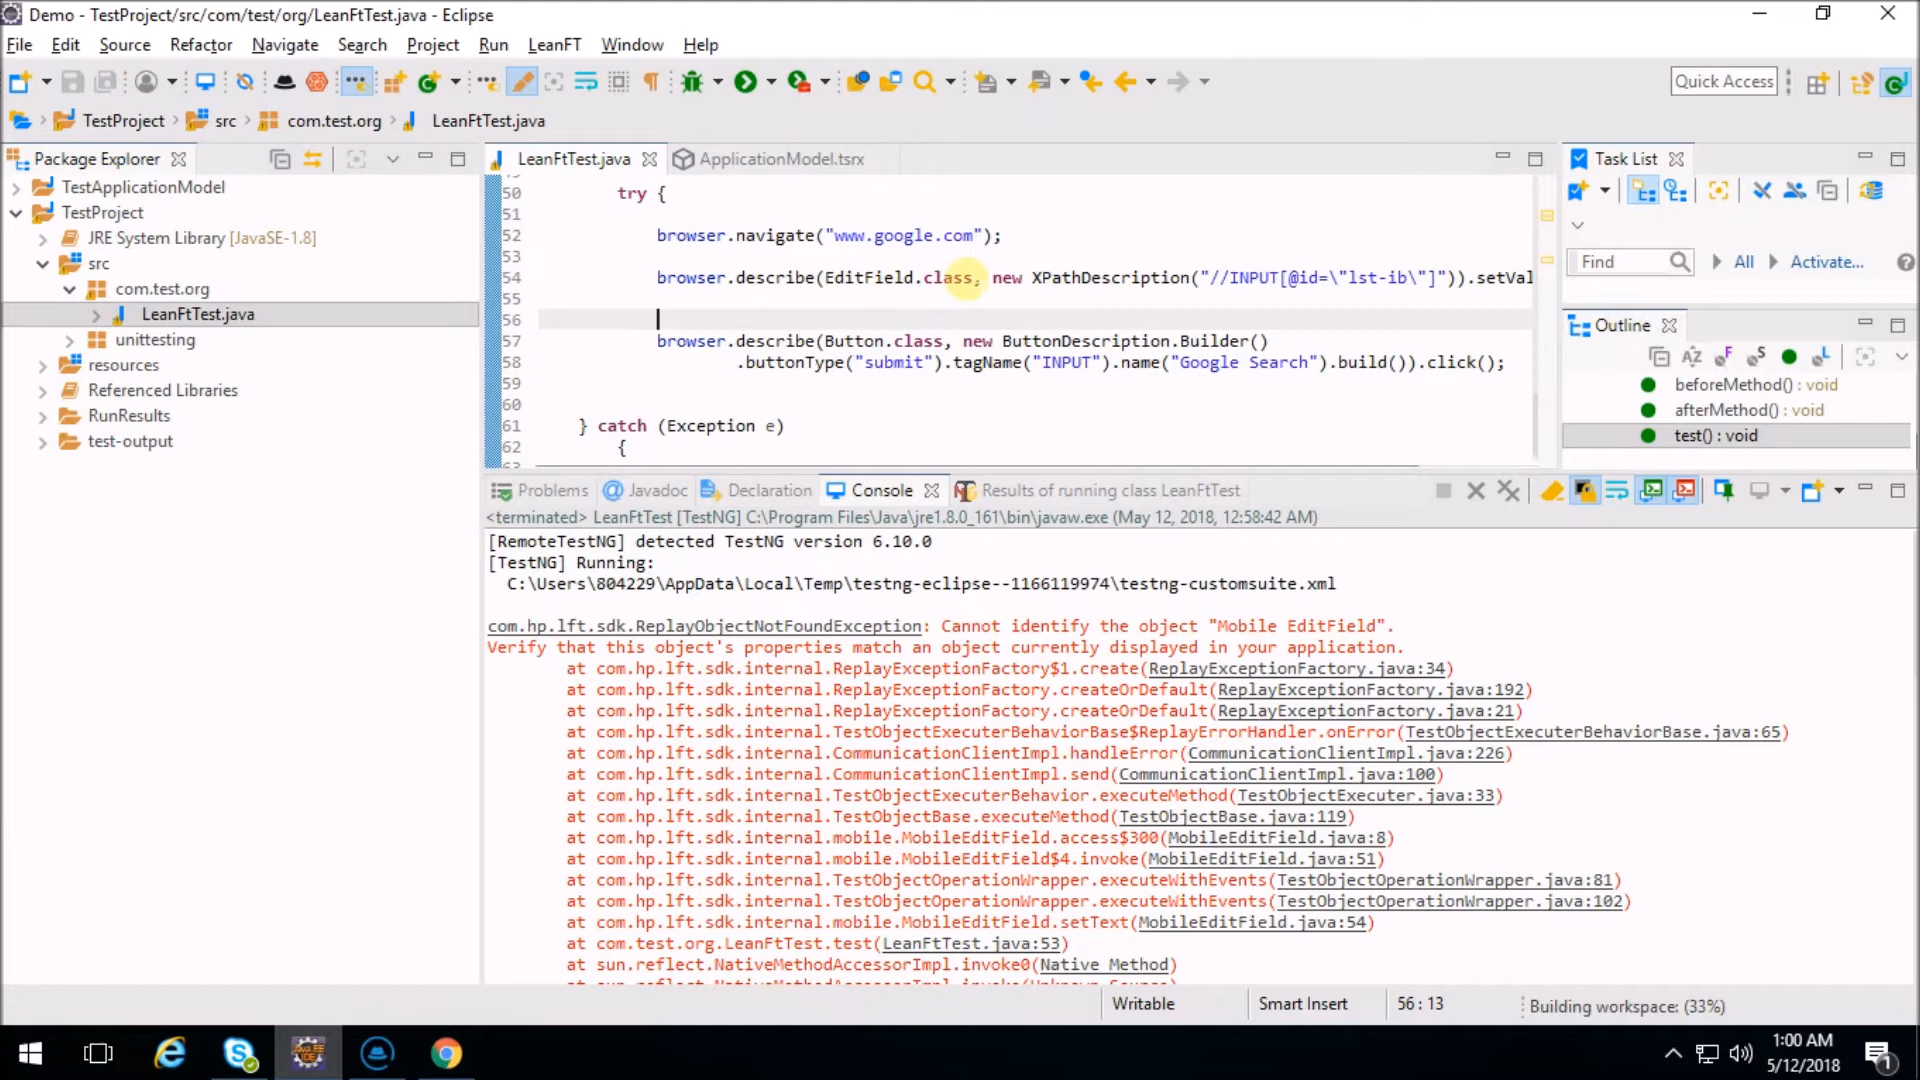 Demo - TestProject/src/com/test/org/LeanFtTest.java - Eclipse
File Edit Source Refactor Navigate Search Project Run LeanFT Window Help
Quick Access
TestProject src com.test.org LeanFtTest.java
Package Explorer
TestApplicationModel
TestProject
JRE System Library [JavaSE-1.8]
src
com.test.org
LeanFtTest.java
unittesting
resources
Referenced Libraries
RunResults
test-output
LeanFtTest.java ApplicationModel.tsrx
50 try {
51
52 browser.navigate("www.google.com");
53
54 browser.describe(EditField.class, new XPathDescription("//INPUT[@id=\"lst-ib\"]")).setVal
55
56
57 browser.describe(Button.class, new ButtonDescription.Builder()
58 .buttonType("submit").tagName("INPUT").name("Google Search").build()).click();
59
60
61 } catch (Exception e)
62 {
Task List
Find All Activate...
Outline
beforeMethod() : void
afterMethod() : void
test() : void
Problems Javadoc Declaration Console Results of running class LeanFtTest
<terminated> LeanFtTest [TestNG] C:\Program Files\Java\jre1.8.0_161\bin\javaw.exe (May 12, 2018, 12:58:42 AM)
[RemoteTestNG] detected TestNG version 6.10.0
[TestNG] Running:
C:\Users\804229\AppData\Local\Temp\testng-eclipse--1166119974\testng-customsuite.xml
com.hp.lft.sdk.ReplayObjectNotFoundException: Cannot identify the object "Mobile EditField".
Verify that this object's properties match an object currently displayed in your application.
at com.hp.lft.sdk.internal.ReplayExceptionFactory$1.create(ReplayExceptionFactory.java:34)
at com.hp.lft.sdk.internal.ReplayExceptionFactory.createOrDefault(ReplayExceptionFactory.java:192)
at com.hp.lft.sdk.internal.ReplayExceptionFactory.createOrDefault(ReplayExceptionFactory.java:21)
at com.hp.lft.sdk.internal.TestObjectExecuterBehaviorBase$ReplayErrorHandler.onError(TestObjectExecuterBehaviorBase.java:65)
at com.hp.lft.sdk.internal.CommunicationClientImpl.handleError(CommunicationClientImpl.java:226)
at com.hp.lft.sdk.internal.CommunicationClientImpl.send(CommunicationClientImpl.java:100)
at com.hp.lft.sdk.internal.TestObjectExecuterBehavior.executeMethod(TestObjectExecuter.java:33)
at com.hp.lft.sdk.internal.TestObjectBase.executeMethod(TestObjectBase.java:119)
at com.hp.lft.sdk.internal.mobile.MobileEditField.access$300(MobileEditField.java:8)
at com.hp.lft.sdk.internal.mobile.MobileEditField$4.invoke(MobileEditField.java:51)
at com.hp.lft.sdk.internal.TestObjectOperationWrapper.executeWithEvents(TestObjectOperationWrapper.java:81)
at com.hp.lft.sdk.internal.TestObjectOperationWrapper.executeWithEvents(TestObjectOperationWrapper.java:102)
at com.hp.lft.sdk.internal.mobile.MobileEditField.setText(MobileEditField.java:54)
at com.test.org.LeanFtTest.test(LeanFtTest.java:53)
at sun.reflect.NativeMethodAccessorImpl.invoke0(Native Method)
Writable Smart Insert 56 : 13 Building workspace: (33%)
1:00 AM
5/12/2018
1